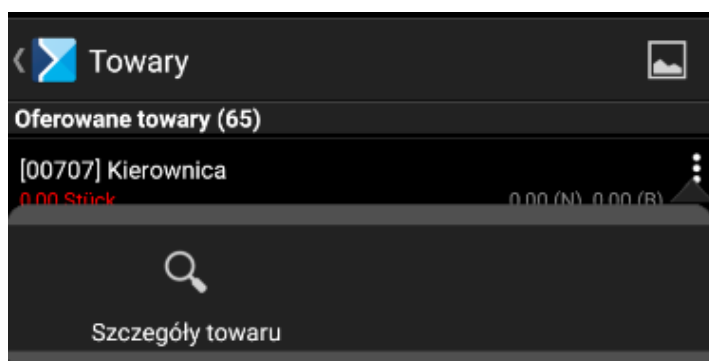 Towary
Oferowane towary (65)
[00707] Kierownica
0.00 Stück 0.00 (N) 0.00 (B)
Szczegóły towaru